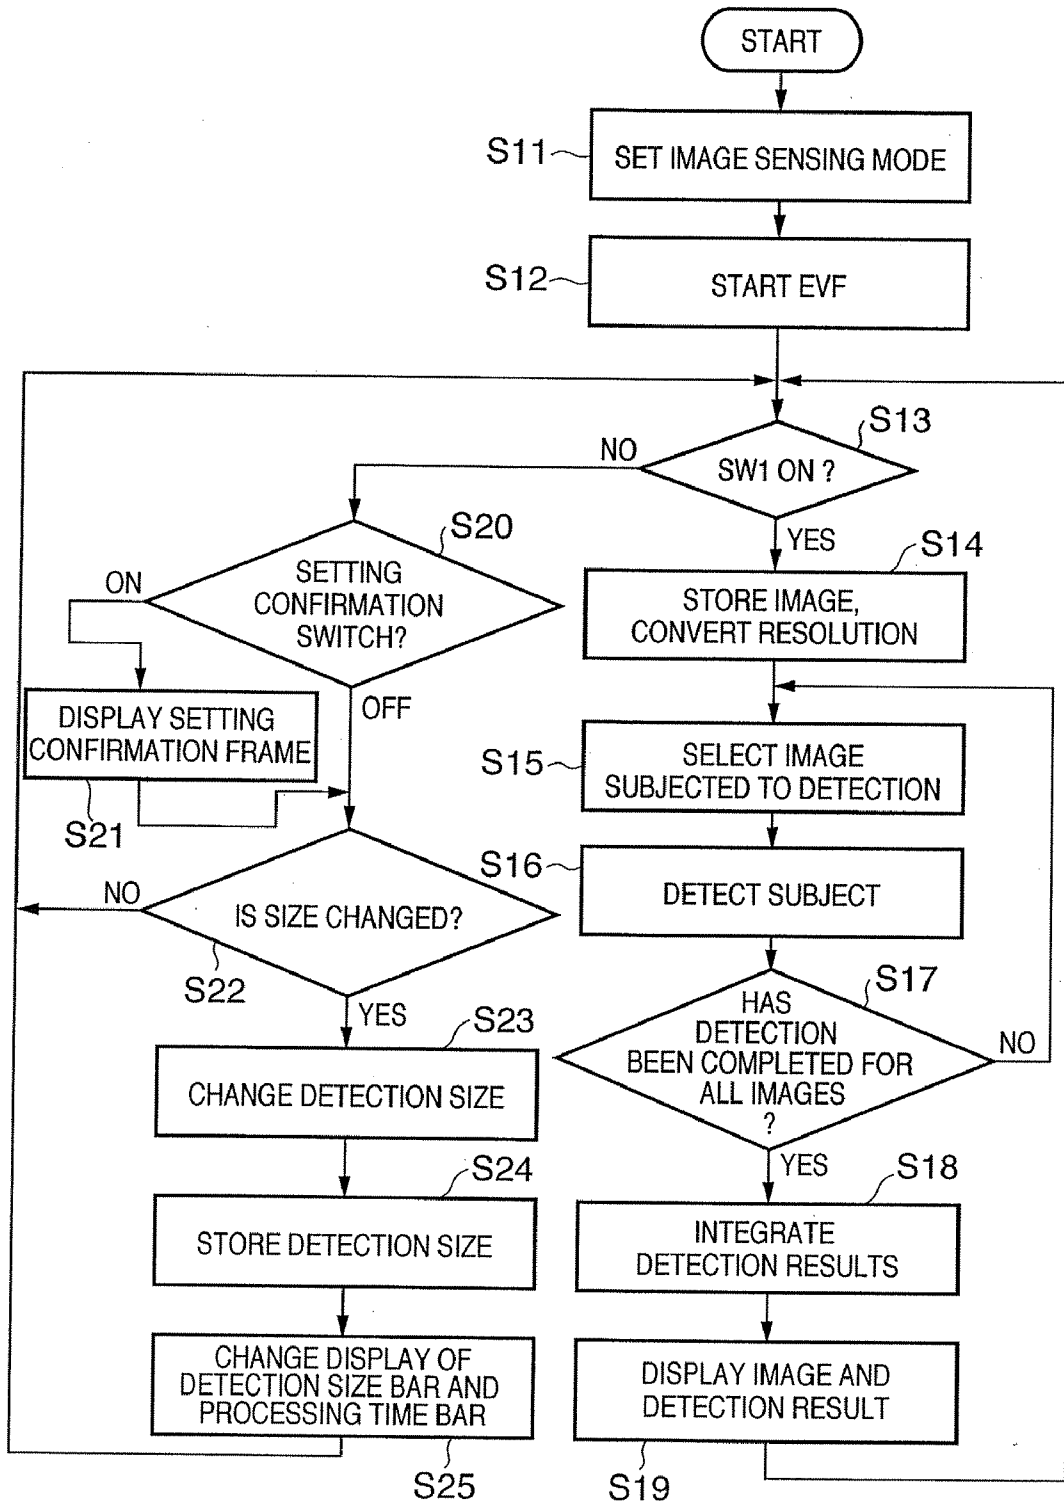 START
S11
SET IMAGE SENSING MODE
S12
START EVF
S13
SW1 ON ?
NO
YES
S20
SETTING
CONFIRMATION
SWITCH?
ON
OFF
S14
STORE IMAGE,
CONVERT RESOLUTION
DISPLAY SETTING
CONFIRMATION FRAME
S21
S15
SELECT IMAGE
SUBJECTED TO DETECTION
S16
DETECT SUBJECT
NO
IS SIZE CHANGED?
S22
YES
S17
HAS
DETECTION
BEEN COMPLETED FOR
ALL IMAGES
?
NO
YES
S23
CHANGE DETECTION SIZE
S24
STORE DETECTION SIZE
S18
INTEGRATE
DETECTION RESULTS
CHANGE DISPLAY OF
DETECTION SIZE BAR AND
PROCESSING TIME BAR
S25
DISPLAY IMAGE AND
DETECTION RESULT
S19